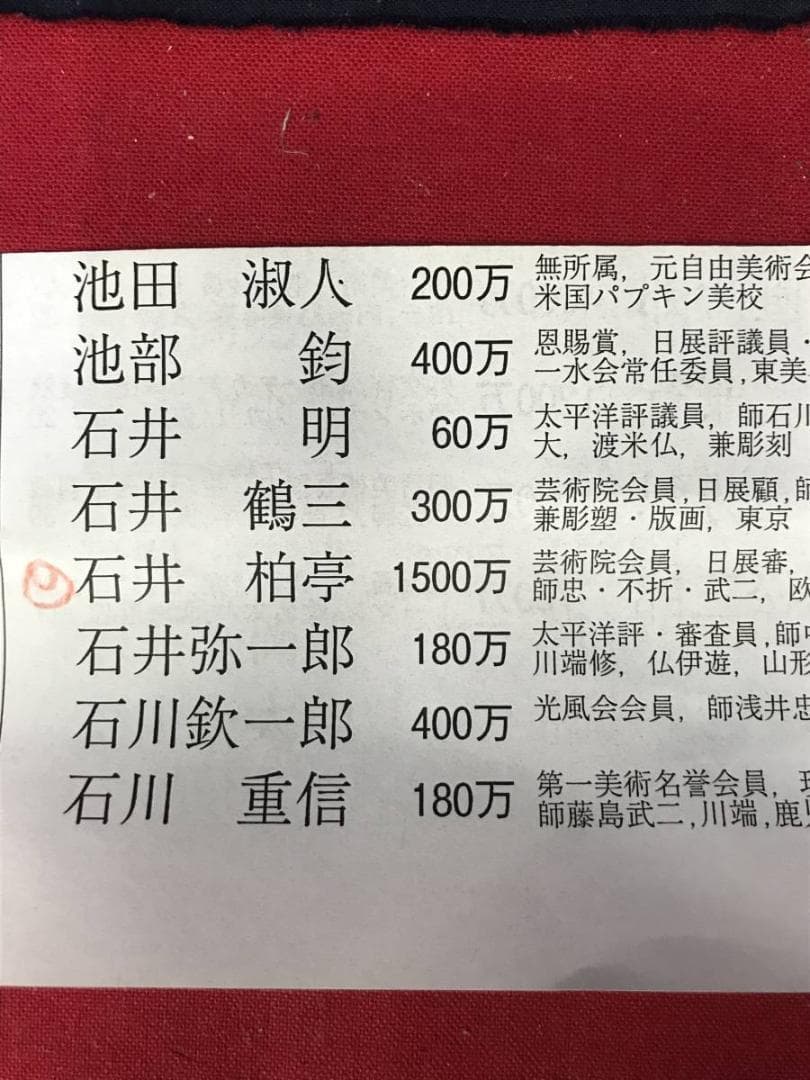 池田 淑人 200万 無所属, 元自由美術会
米国パプキン美校
池部 鈞 400万 恩賜賞, 日展評議員・
一水会常任委員,東美
石井 明 60万 太平洋評議員, 師石川
大, 渡米仏, 兼彫刻
石井 鶴三 300万 芸術院会員,日展顧,師
兼彫塑・版画, 東京
石井 柏亭 1500万 芸術院会員, 日展審,
師忠・不折・武二, 欧
石井弥一郎 180万 太平洋評・審査員,師中
川端修, 仏伊遊, 山形
石川欽一郎 400万 光風会会員, 師浅井忠
石川 重信 180万 第一美術名誉会員,
師藤島武二,川端,鹿児